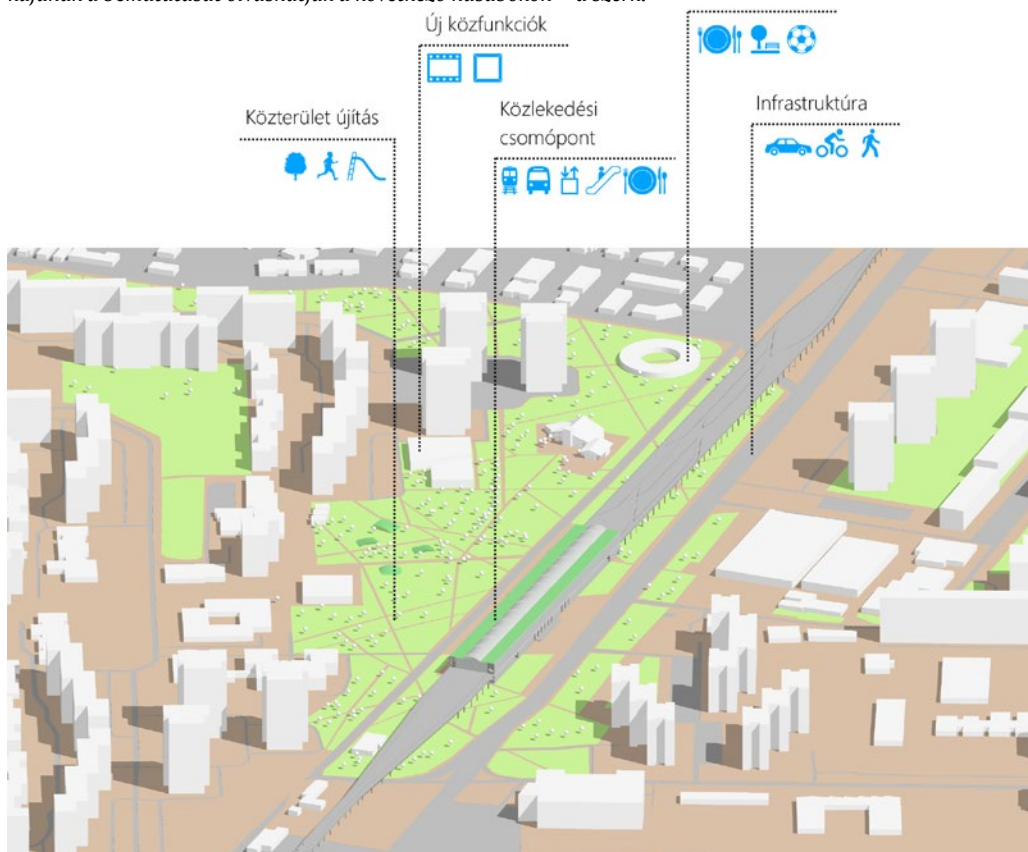 Új közfunkciók
Közterület újítás
Közlekedési
csomópont
Infrastruktúra